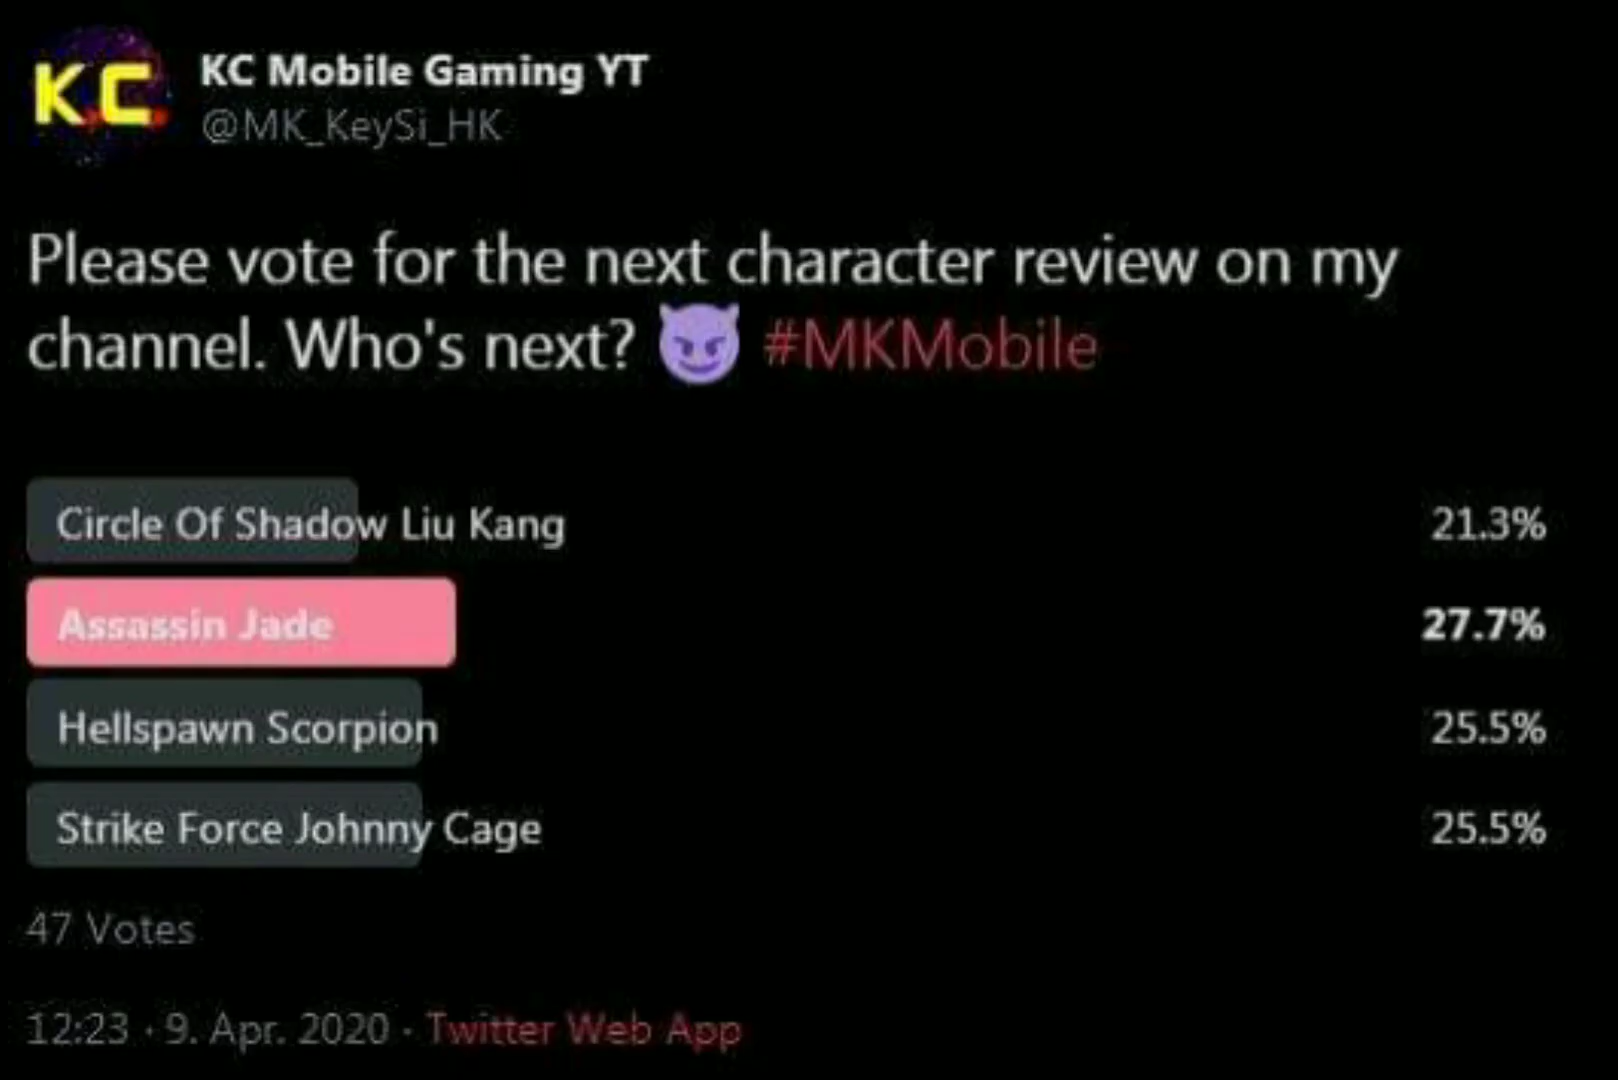 K.C.
KC Mobile Gaming YT
@MK_KeySi_HK
Please vote for the next character review on my
channel. Who's next? 😈 #MKMobile
Circle Of Shadow Liu Kang 21.3%
Assassin Jade 27.7%
Hellspawn Scorpion 25.5%
Strike Force Johnny Cage 25.5%
47 Votes
12:23 · 9. Apr. 2020 · Twitter Web App